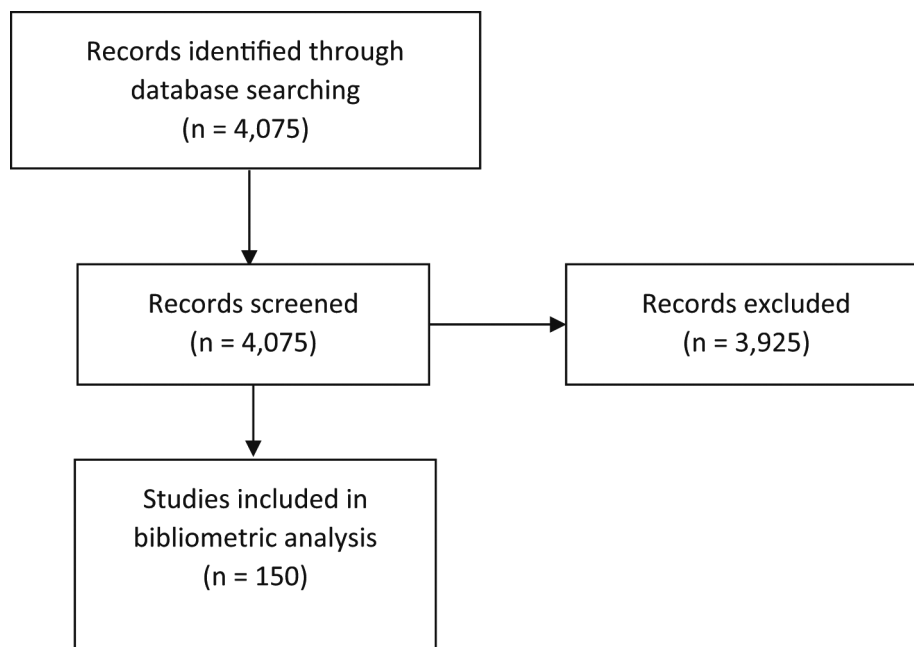 Records identified through
database searching
(n = 4,075)
Records screened
(n = 4,075)
Records excluded
(n = 3,925)
Studies included in
bibliometric analysis
(n = 150)